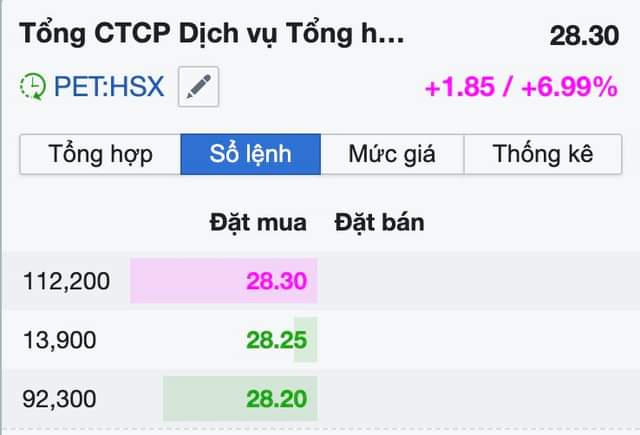 Tổng CTCP Dịch vụ Tổng h... 28.30
PET:HSX +1.85 / +6.99%
Tổng hợp Sổ lệnh Mức giá Thống kê
Đặt mua Đặt bán
112,200 28.30
13,900 28.25
92,300 28.20